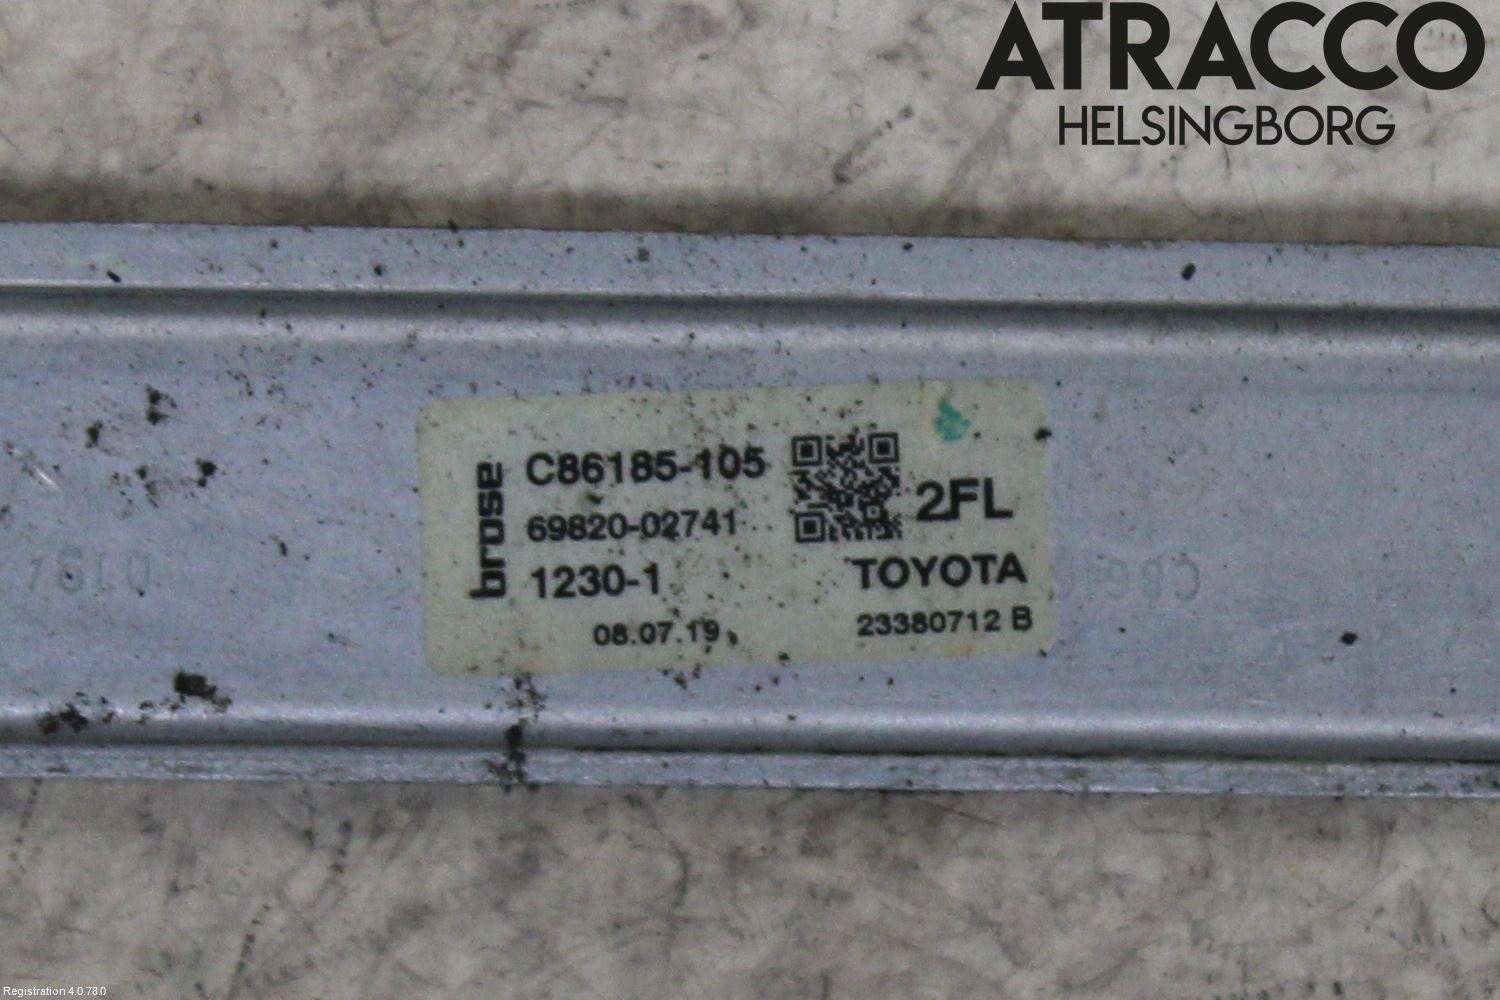 ATRACCO
HELSINGBORG
brose
C86185-105
69820-02741
1230-1
08.07.19
2FL
TOYOTA
23380712 B
Registration 4.0.78.0